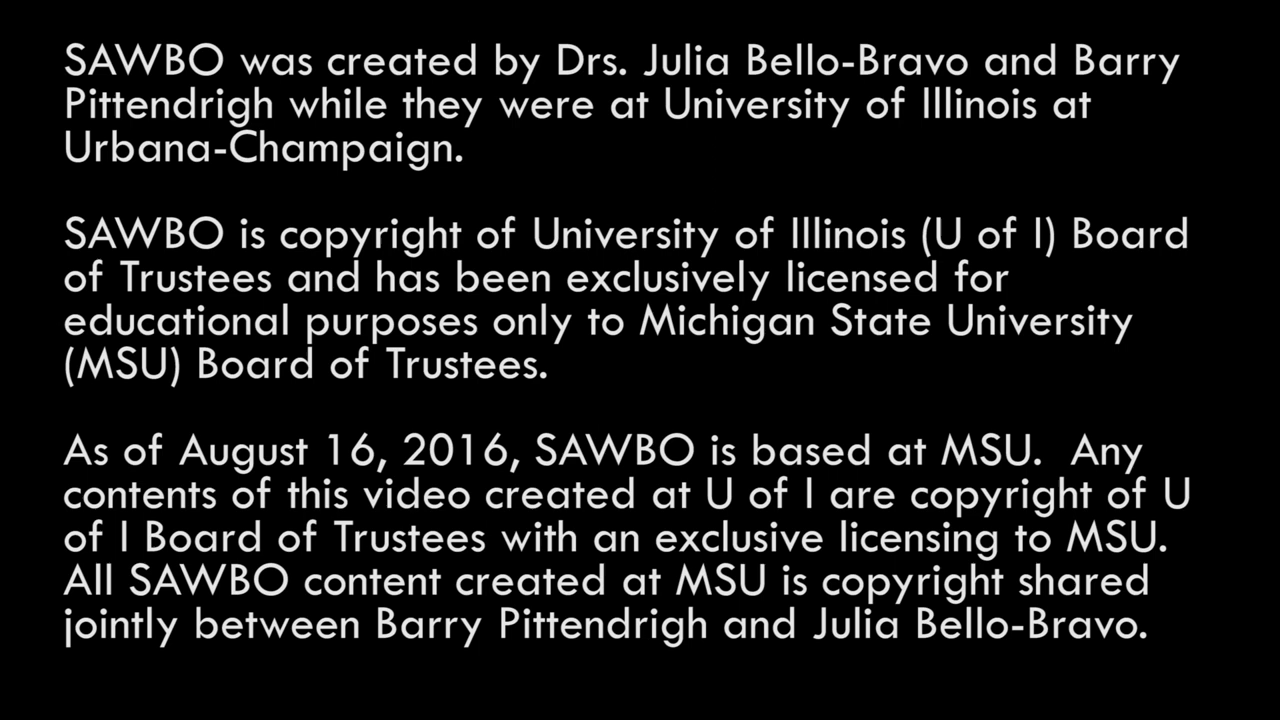 SAWBO was created by Drs. Julia Bello-Bravo and Barry
Pittendrigh while they were at University of Illinois at
Urbana-Champaign.
SAWBO is copyright of University of Illinois (U of I) Board
of Trustees and has been exclusively licensed for
educational purposes only to Michigan State University
(MSU) Board of Trustees.
As of August 16, 2016, SAWBO is based at MSU.  Any
contents of this video created at U of I are copyright of U
of I Board of Trustees with an exclusive licensing to MSU.
All SAWBO content created at MSU is copyright shared
jointly between Barry Pittendrigh and Julia Bello-Bravo.